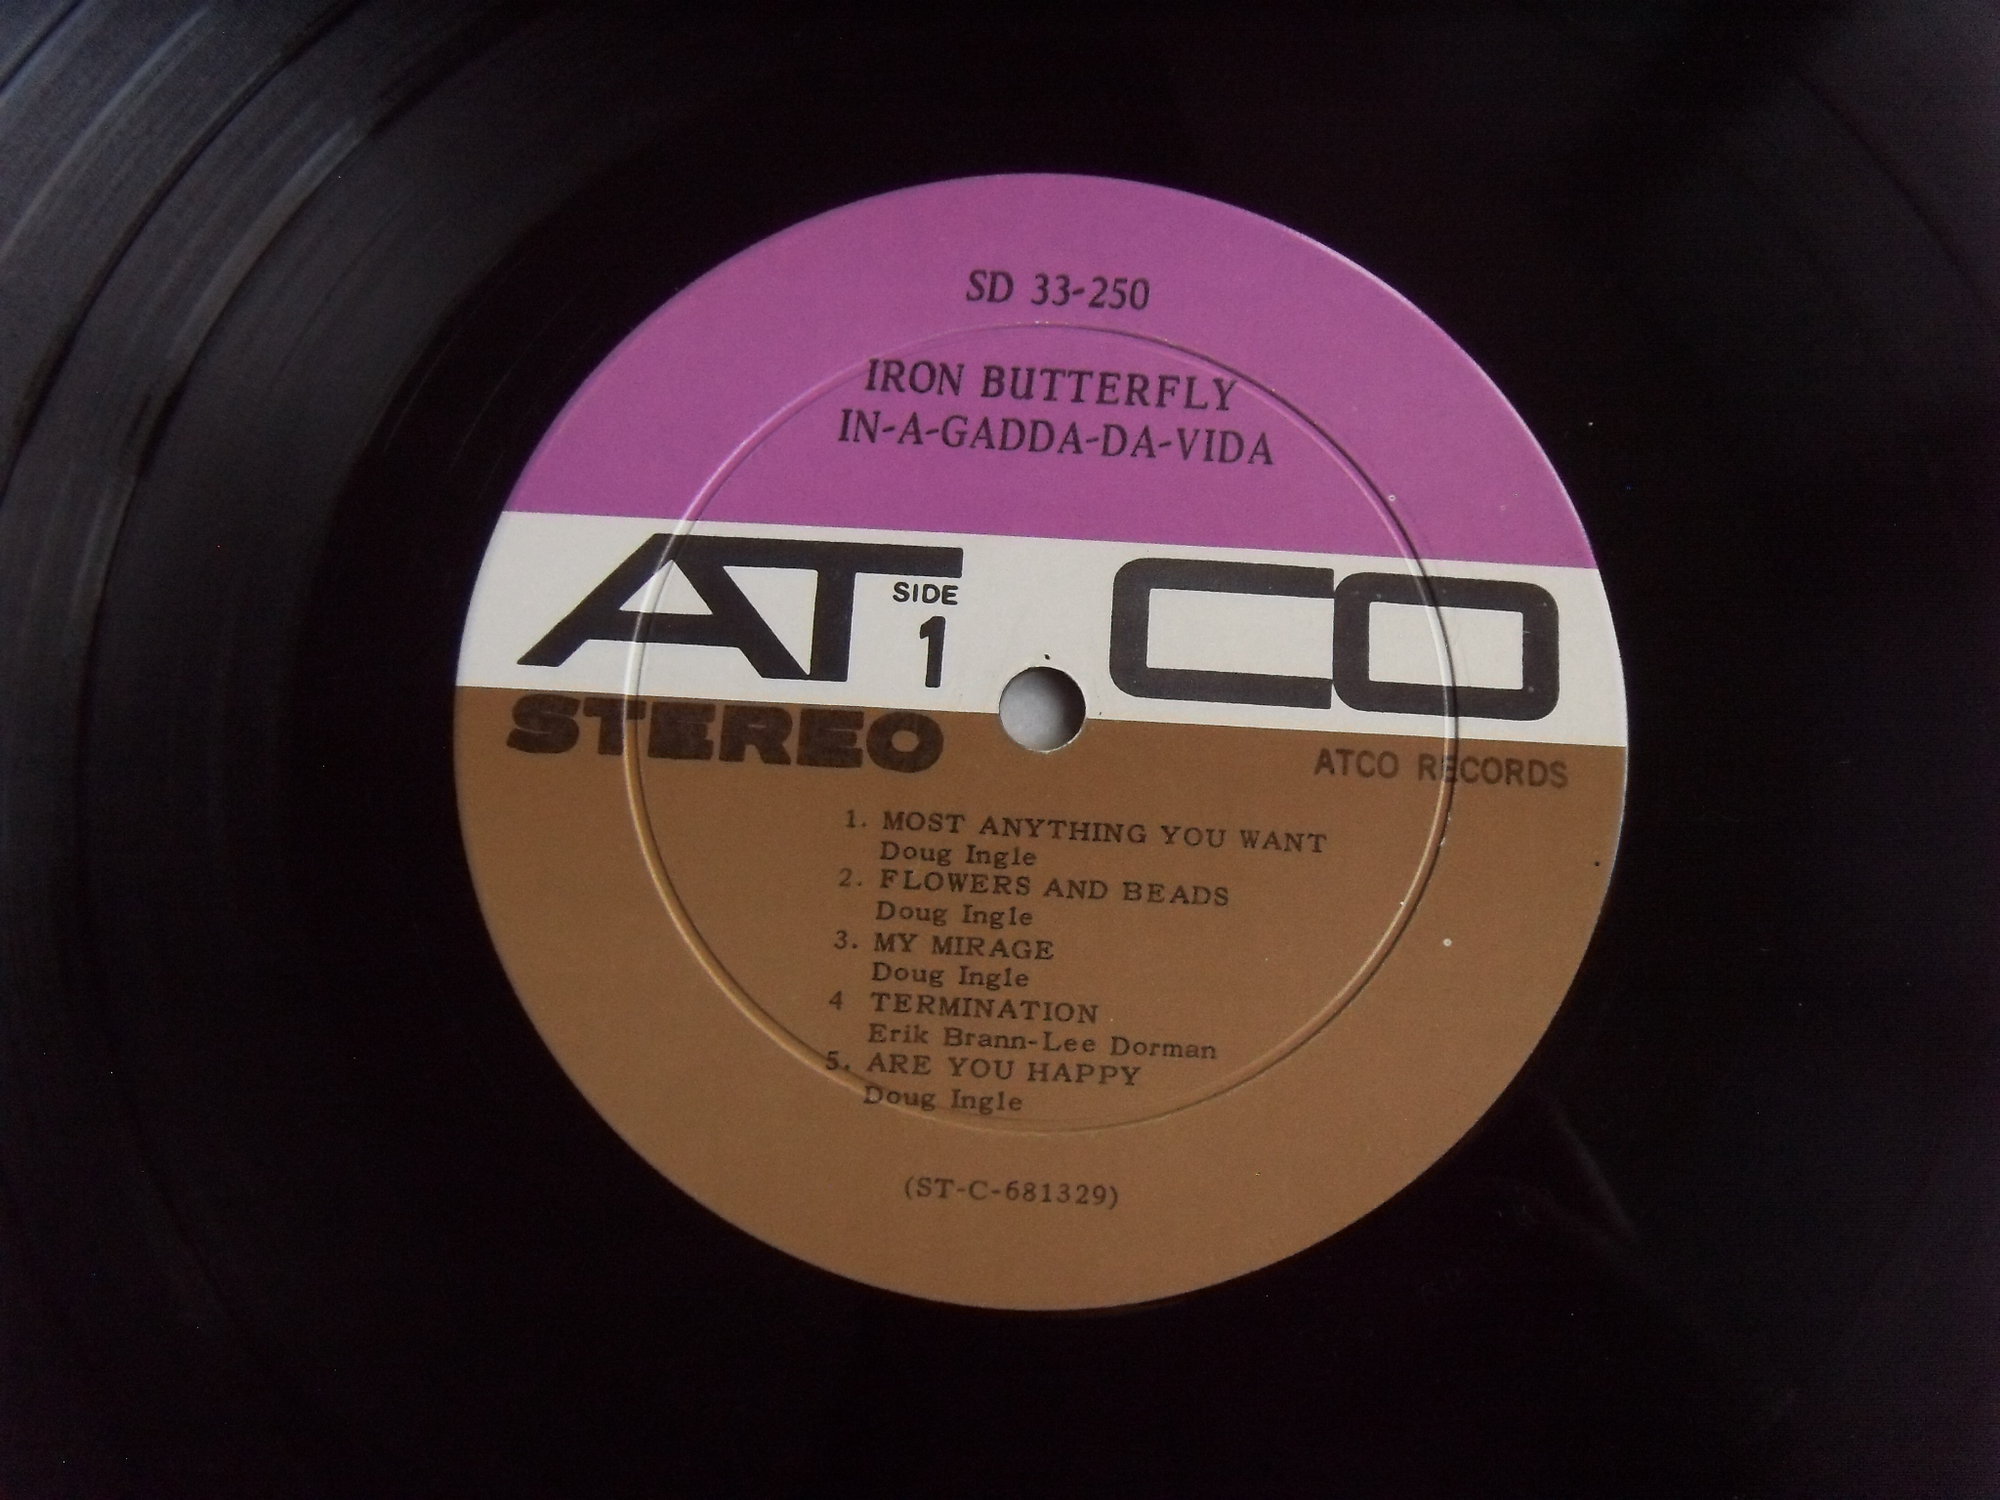 SD 33-250
IRON BUTTERFLY
IN-A-GADDA-DA-VIDA
ATCO
SIDE
1
STEREO
ATCO RECORDS
1. MOST ANYTHING YOU WANT
Doug Ingle
2. FLOWERS AND BEADS
Doug Ingle
3. MY MIRAGE
Doug Ingle
4 TERMINATION
Erik Brann-Lee Dorman
5. ARE YOU HAPPY
Doug Ingle
(ST-C-681329)